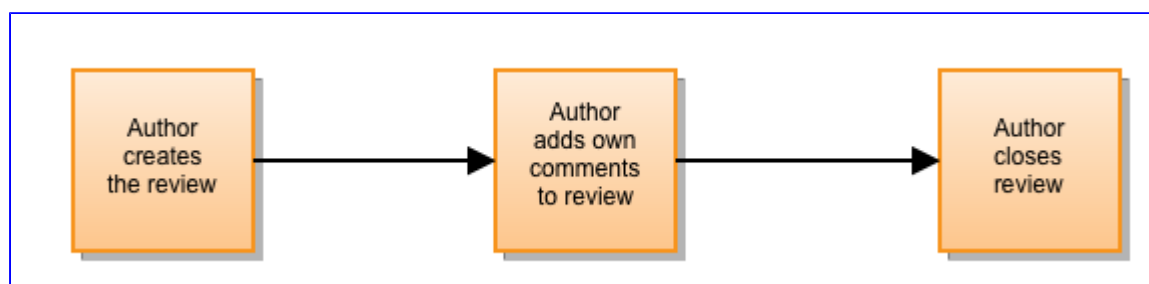 Author
creates
the review
Author
adds own
comments
to review
Author
closes
review